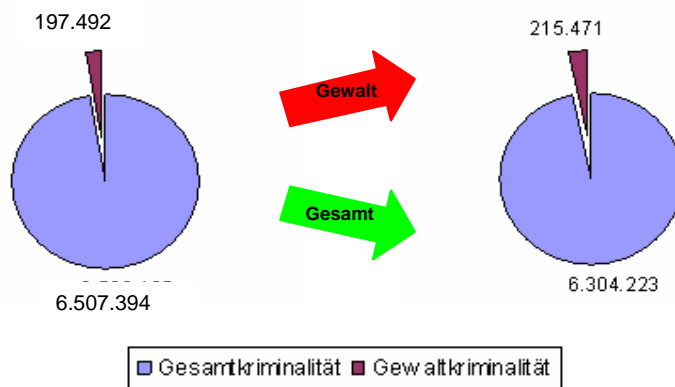 197.492
215.471
Gewalt
Gesamt
6.507.394
6.304.223
Gesamtkriminalität Gewaltkriminalität